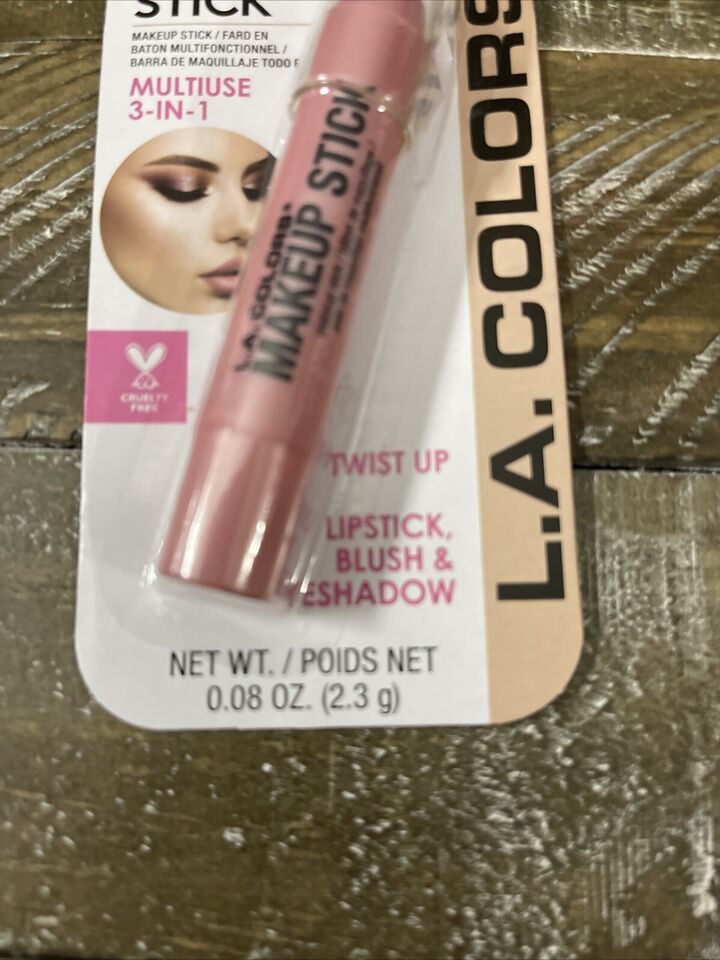 STICK
MAKEUP STICK / FARD EN
BATON MULTIFONCTIONNEL /
BARRA DE MAQUILLAJE TODO
MULTIUSE
3-IN-1
L.A. COLORS
MAKEUP STICK
CRUELTY
FREE
TWIST UP
LIPSTICK,
BLUSH &
EYESHADOW
NET WT. / POIDS NET
0.08 OZ. (2.3 g)
L.A. COLORS